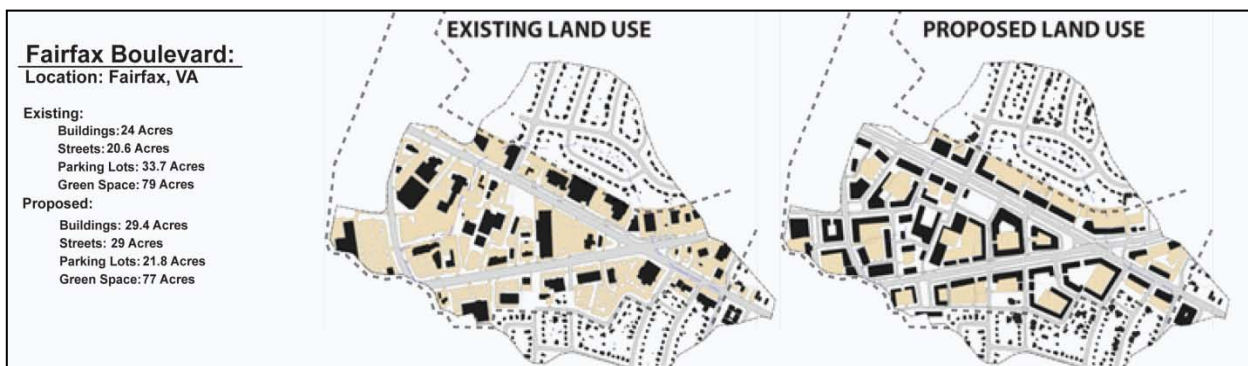 Fairfax Boulevard:
Location: Fairfax, VA
Existing:
Buildings: 24 Acres
Streets: 20.6 Acres
Parking Lots: 33.7 Acres
Green Space: 79 Acres
Proposed:
Buildings: 29.4 Acres
Streets: 29 Acres
Parking Lots: 21.8 Acres
Green Space: 77 Acres
EXISTING LAND USE
PROPOSED LAND USE